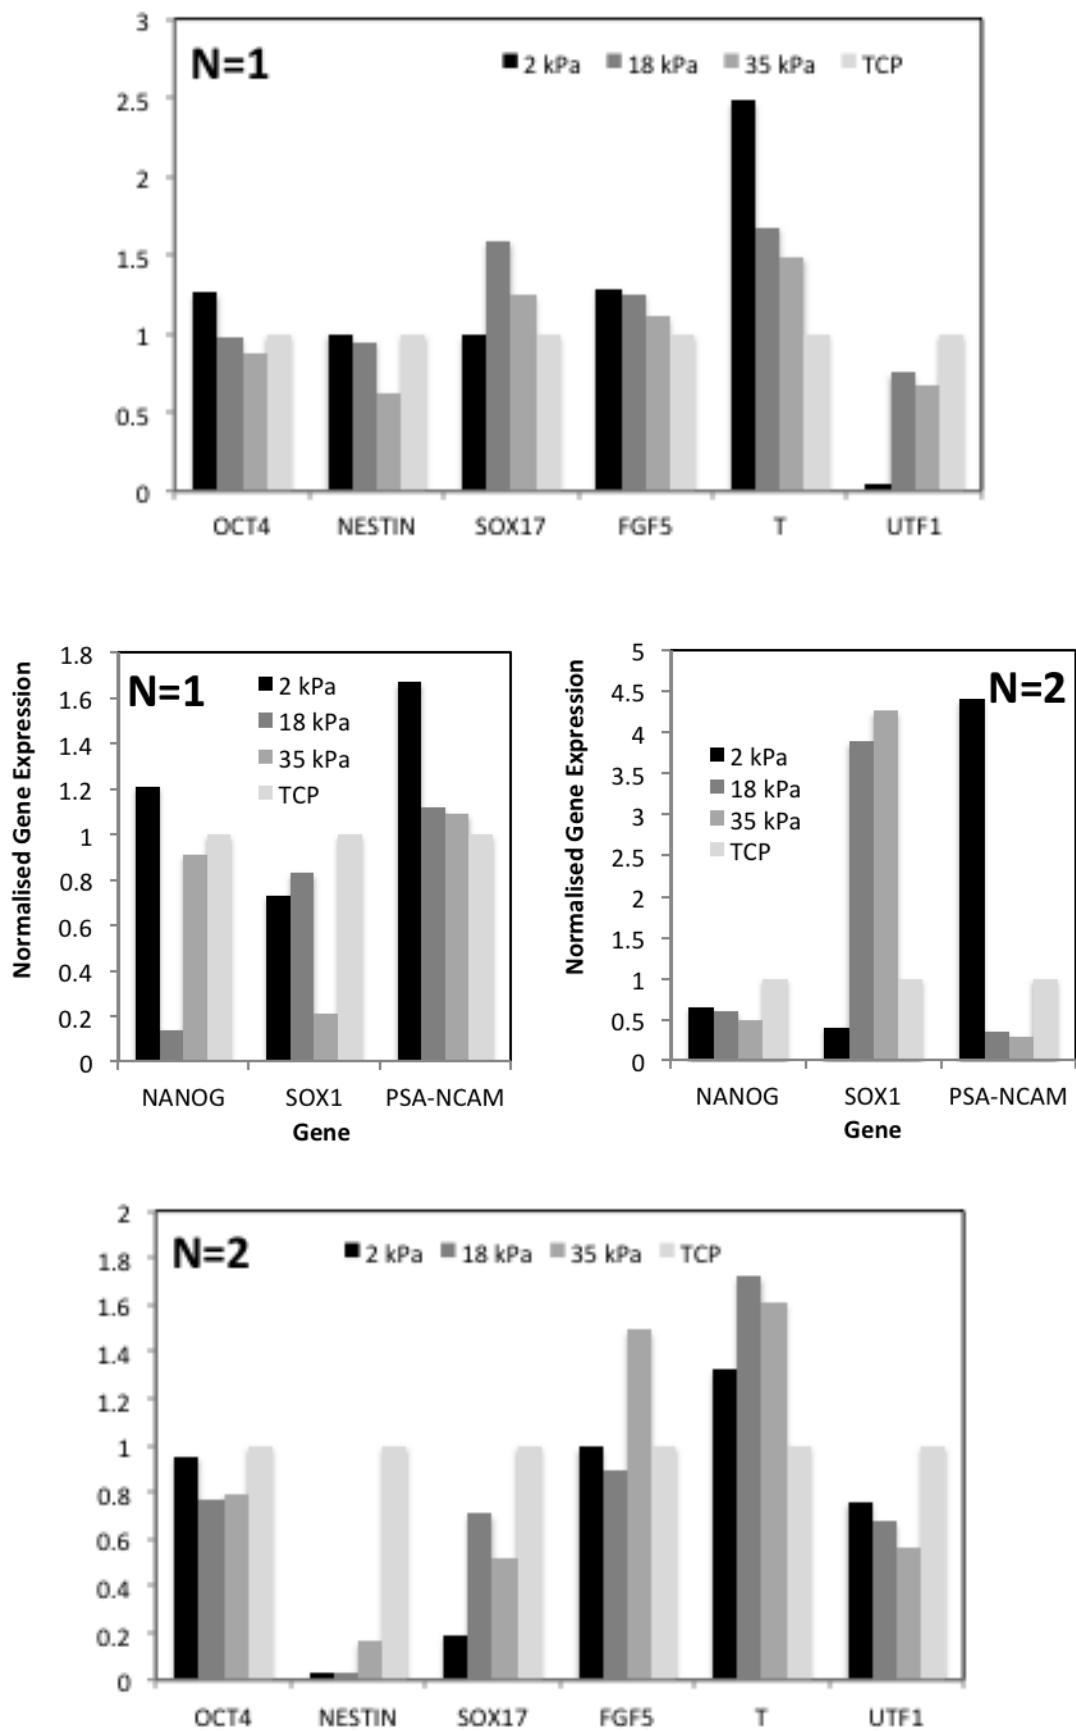 3
N=1
2 kPa 18 kPa 35 kPa TCP
2.5
2
1.5
1
0.5
0
OCT4 NESTIN SOX17 FGF5 T UTF1
Normalised Gene Expression
1.8
N=1
2 kPa
18 kPa
35 kPa
TCP
1.6
1.4
1.2
1
0.8
0.6
0.4
0.2
0
NANOG SOX1 PSA-NCAM
Gene
Normalised Gene Expression
5
N=2
4.5
4
2 kPa
18 kPa
35 kPa
TCP
3.5
3
2.5
2
1.5
1
0.5
0
NANOG SOX1 PSA-NCAM
Gene
2
N=2
2 kPa 18 kPa 35 kPa TCP
1.8
1.6
1.4
1.2
1
0.8
0.6
0.4
0.2
0
OCT4 NESTIN SOX17 FGF5 T UTF1